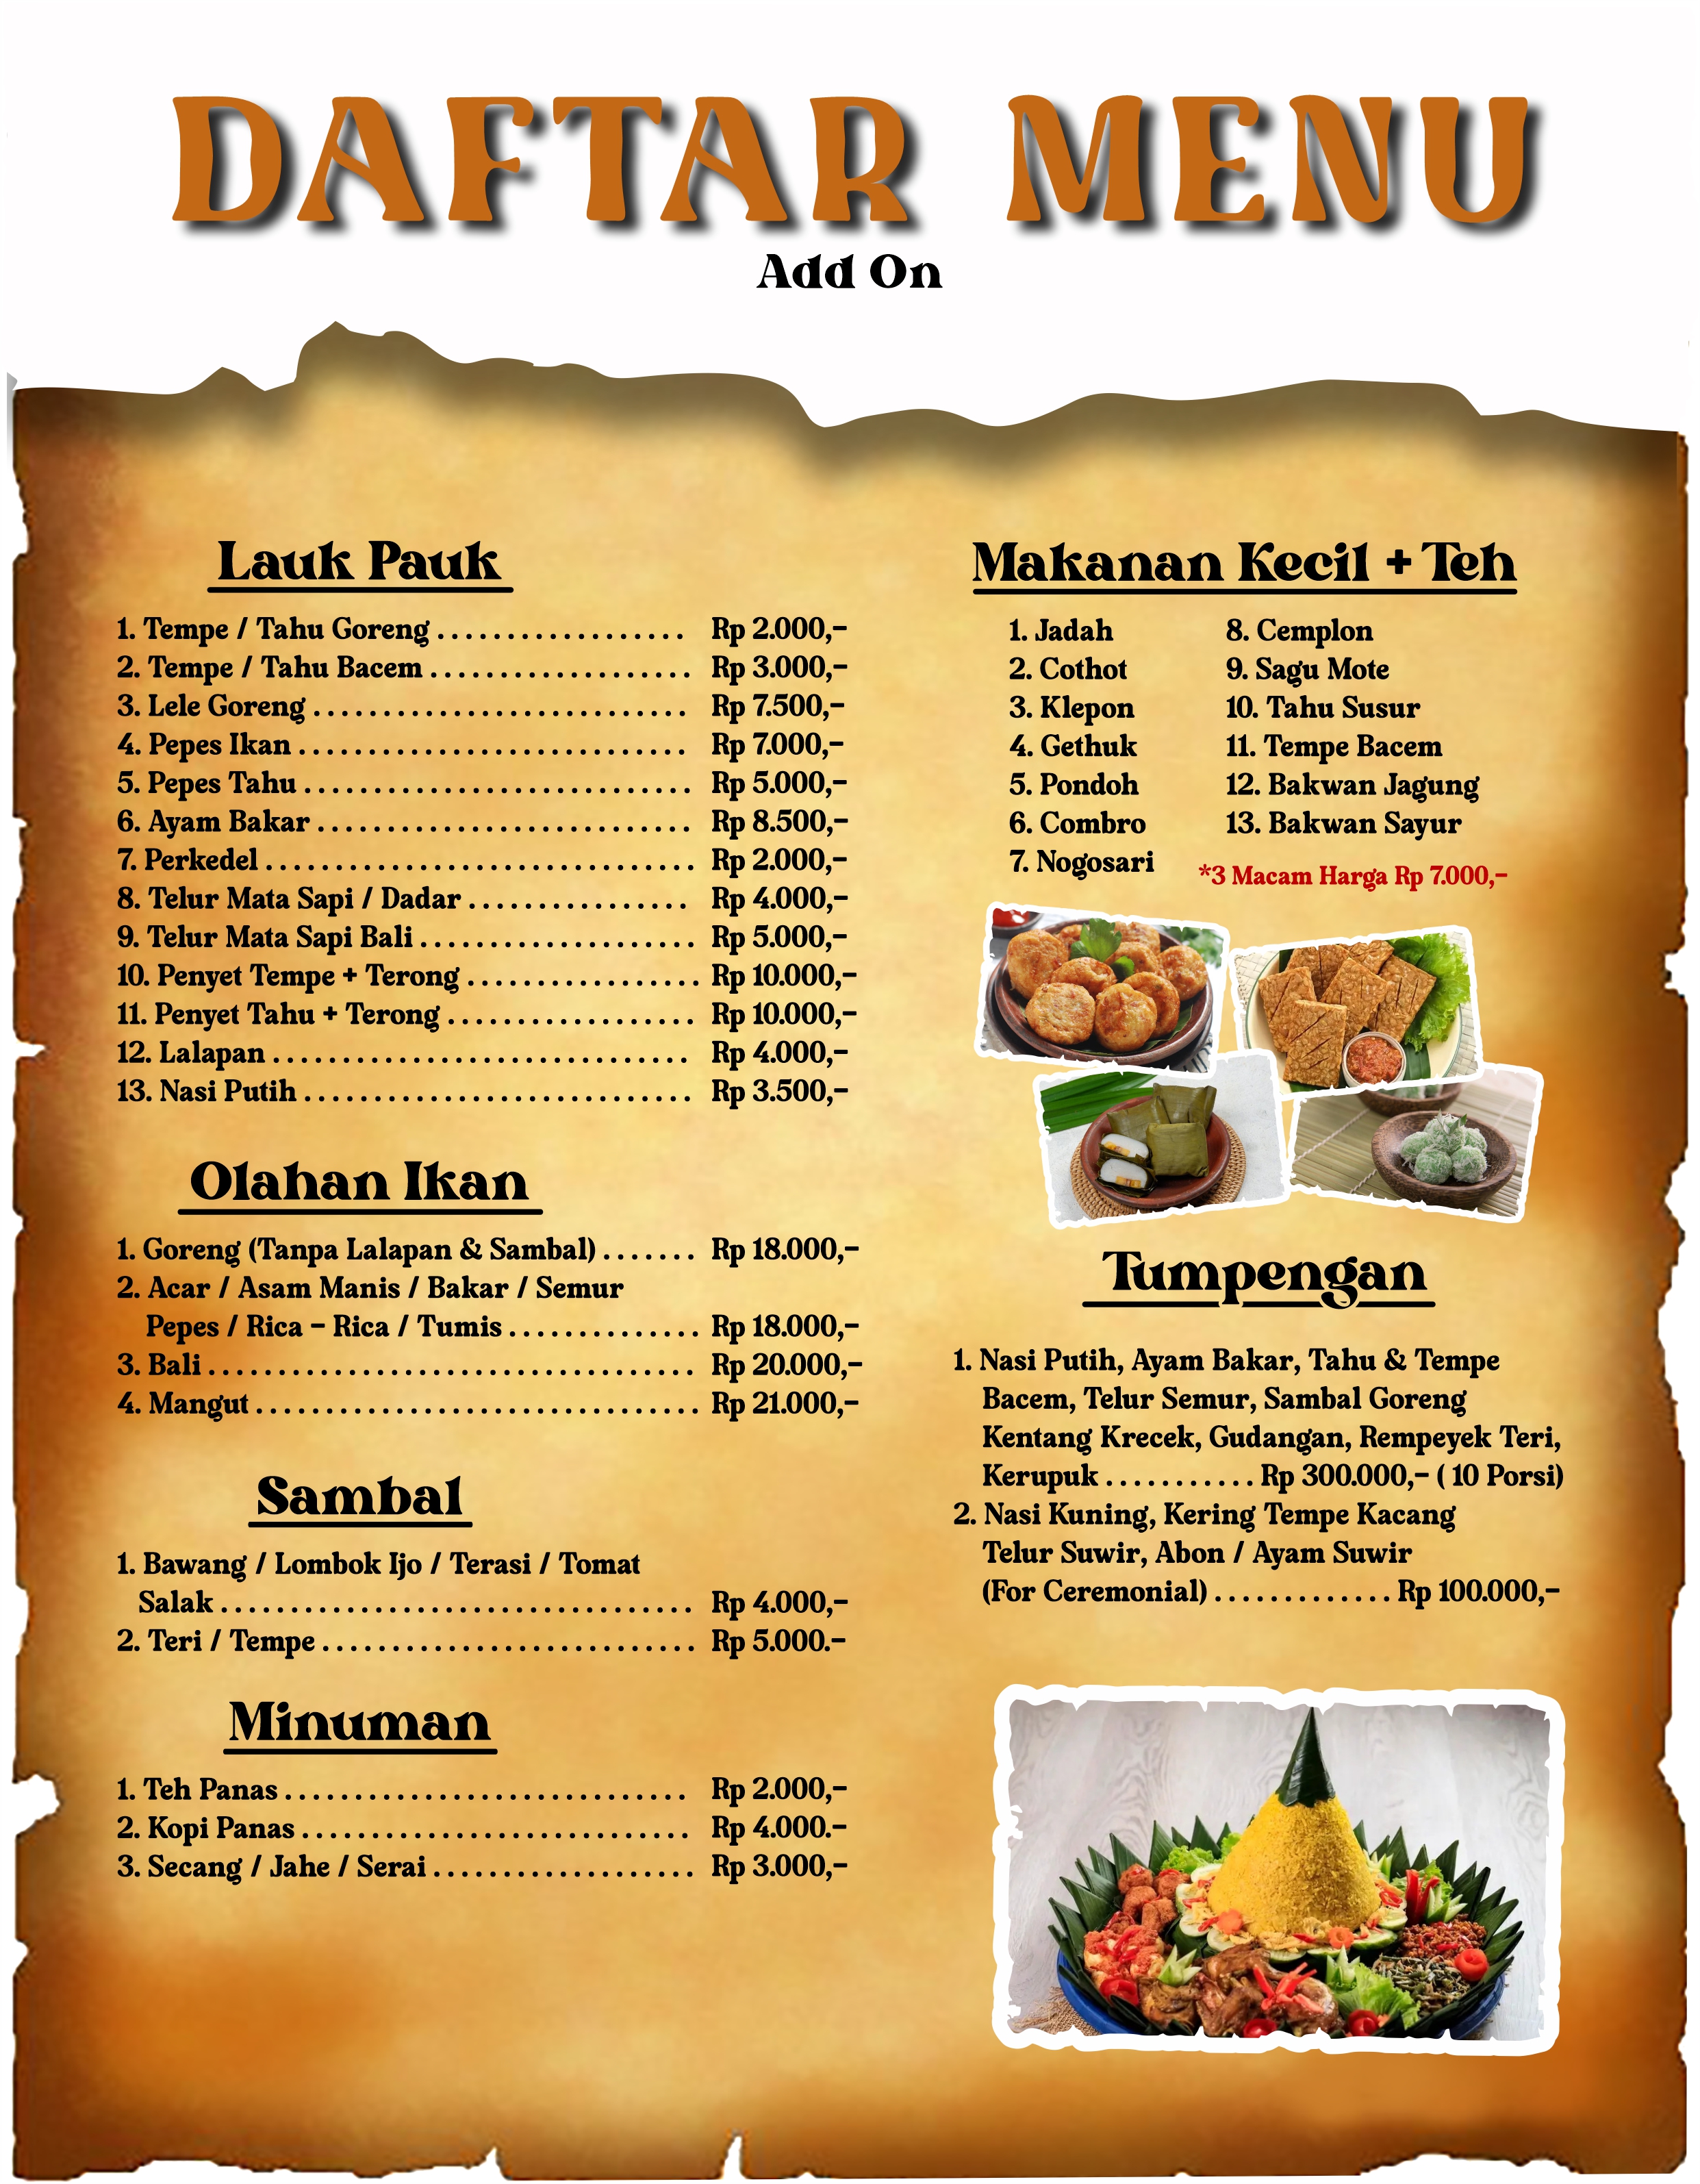 DAFTAR MENU
Add On
Lauk Pauk
1. Tempe / Tahu Goreng .................. Rp 2.000,-
2. Tempe / Tahu Bacem ................... Rp 3.000,-
3. Lele Goreng ........................... Rp 7.500,-
4. Pepes Ikan ............................ Rp 7.000,-
5. Pepes Tahu ............................ Rp 5.000,-
6. Ayam Bakar ........................... Rp 8.500,-
7. Perkedel ............................... Rp 2.000,-
8. Telur Mata Sapi / Dadar ................ Rp 4.000,-
9. Telur Mata Sapi Bali .................... Rp 5.000,-
10. Penyet Tempe + Terong ................. Rp 10.000,-
11. Penyet Tahu + Terong .................. Rp 10.000,-
12. Lalapan .............................. Rp 4.000,-
13. Nasi Putih ............................ Rp 3.500,-
Olahan Ikan
1. Goreng (Tanpa Lalapan & Sambal) ....... Rp 18.000,-
2. Acar / Asam Manis / Bakar / Semur
Pepes / Rica - Rica / Tumis .............. Rp 18.000,-
3. Bali ................................... Rp 20.000,-
4. Mangut ................................ Rp 21.000,-
Sambal
1. Bawang / Lombok Ijo / Terasi / Tomat
Salak .................................. Rp 4.000,-
2. Teri / Tempe ........................... Rp 5.000.-
Minuman
1. Teh Panas ............................. Rp 2.000,-
2. Kopi Panas ............................ Rp 4.000.-
3. Secang / Jahe / Serai ................... Rp 3.000,-
Makanan Kecil + Teh
1. Jadah
2. Cothot
3. Klepon
4. Gethuk
5. Pondoh
6. Combro
7. Nogosari
8. Cemplon
9. Sagu Mote
10. Tahu Susur
11. Tempe Bacem
12. Bakwan Jagung
13. Bakwan Sayur
*3 Macam Harga Rp 7.000,-
Tumpengan
1. Nasi Putih, Ayam Bakar, Tahu & Tempe
Bacem, Telur Semur, Sambal Goreng
Kentang Krecek, Gudangan, Rempeyek Teri,
Kerupuk ........... Rp 300.000,- ( 10 Porsi)
2. Nasi Kuning, Kering Tempe Kacang
Telur Suwir, Abon / Ayam Suwir
(For Ceremonial) ............. Rp 100.000,-